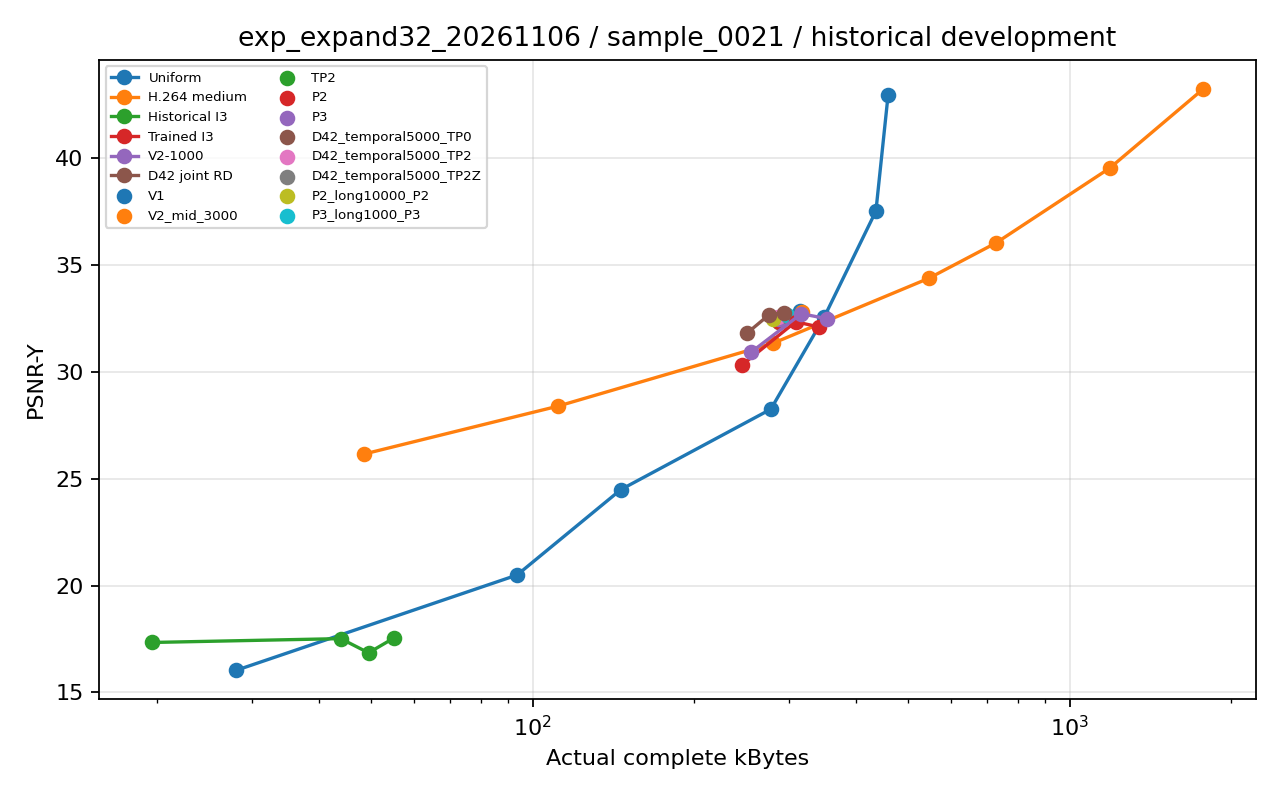 exp_expand32_20261106 / sample_0021 / historical development
Uniform
H.264 medium
Historical I3
Trained I3
V2-1000
D42 joint RD
V1
V2_mid_3000
TP2
P2
P3
D42_temporal5000_TP0
D42_temporal5000_TP2
D42_temporal5000_TP2Z
P2_long10000_P2
P3_long1000_P3
PSNR-Y
40
35
30
25
20
15
10²
10³
Actual complete kBytes